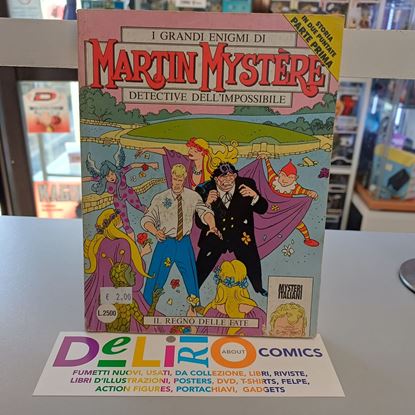 I GRANDI ENIGMI DI
MARTIN MYSTÈRE
DETECTIVE DELL'IMPOSSIBILE
STORIA
IN DUE PUNTATE
PARTE PRIMA
€ 2,00
L.2500
MYSTERI
ITALIANI
IL REGNO DELLE FATE
DeLiRIO
ABOUT
COMICS
FUMETTI NUOVI, USATI, DA COLLEZIONE, LIBRI, RIVISTE,
LIBRI D'ILLUSTRAZIONI, POSTERS, DVD, T-SHIRTS, FELPE,
ACTION FIGURES, PORTACHIAVI, GADGETS